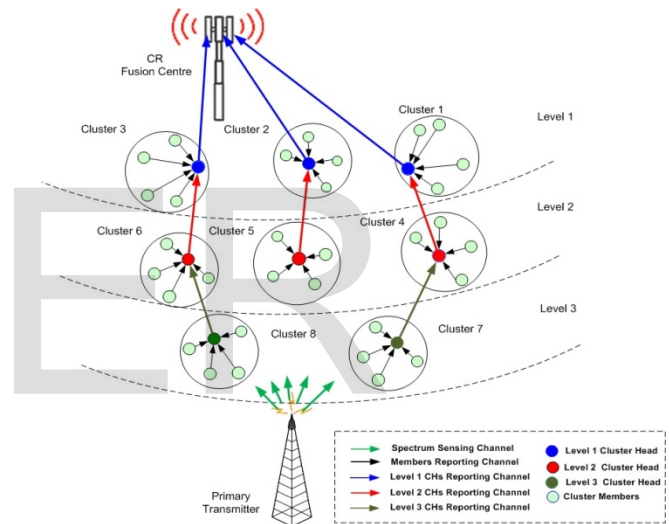 CR
Fusion Centre
Cluster 3
Cluster 2
Cluster 1
Level 1
Cluster 6
Cluster 5
Cluster 4
Level 2
Cluster 8
Cluster 7
Level 3
ER
Primary
Transmitter
Spectrum Sensing Channel
Members Reporting Channel
Level 1 CHs Reporting Channel
Level 2 CHs Reporting Channel
Level 3 CHs Reporting Channel
Level 1 Cluster Head
Level 2 Cluster Head
Level 3 Cluster Head
Cluster Members